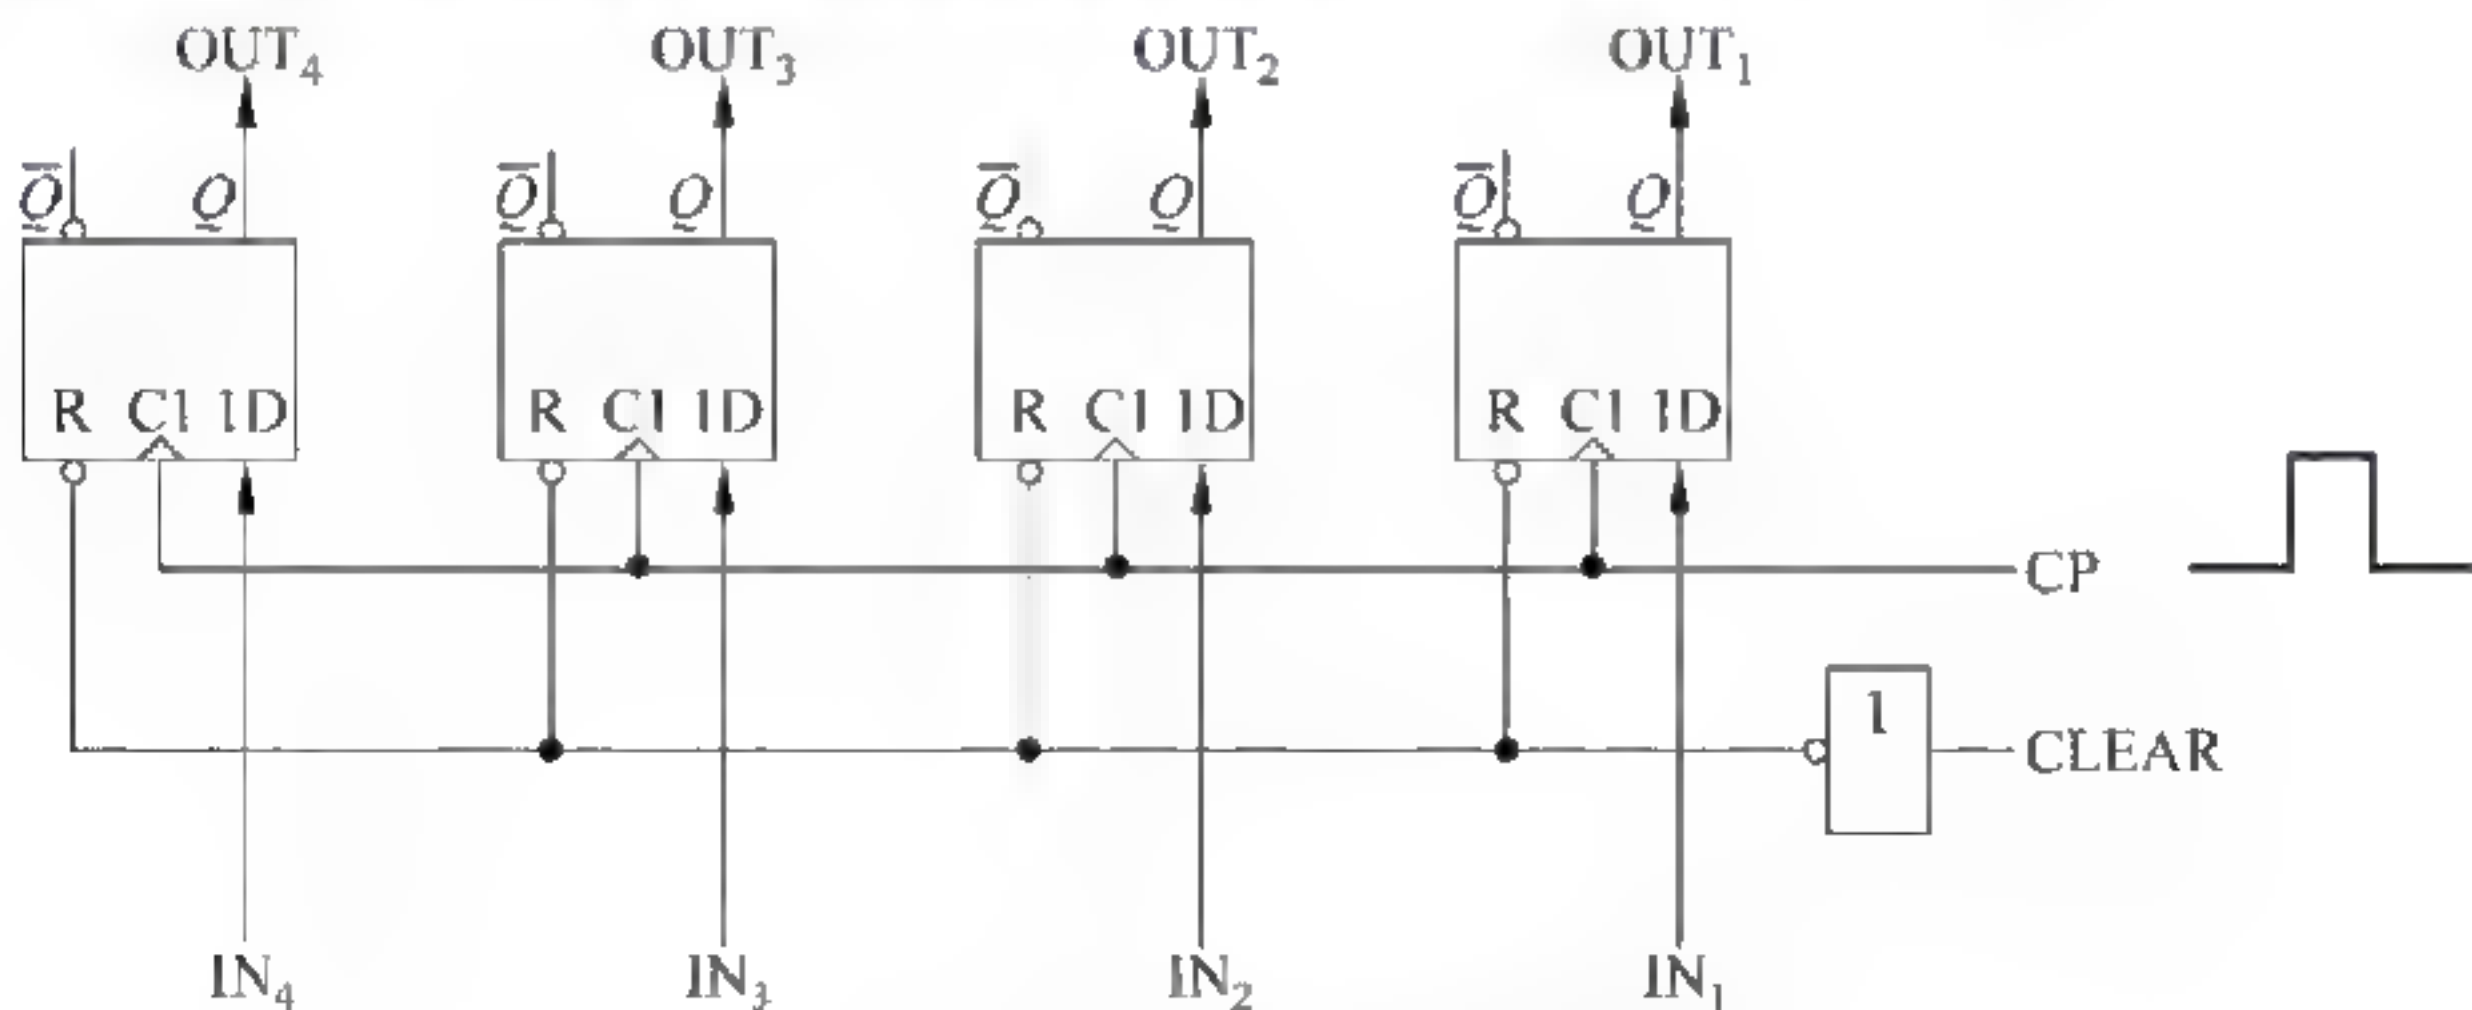 OUT₄ OUT₃ OUT₂ OUT₁
Q̅ Q Q̅ Q Q̅ Q Q̅ Q
R C1 1D R C1 1D R C1 1D R C1 1D
CP
1
CLEAR
IN₄ IN₃ IN₂ IN₁